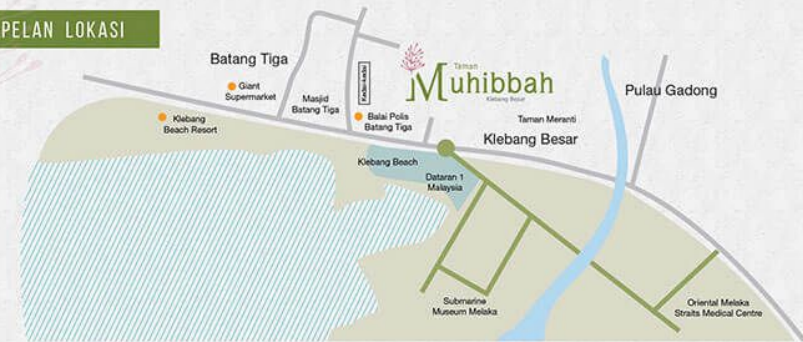 PELAN LOKASI
Batang Tiga
Giant
Supermarket
Masjid
Batang Tiga
Kedai-kedai
Taman
Muhibbah
Klebang Besar
Pulau Gadong
Klebang
Beach Resort
Balai Polis
Batang Tiga
Taman Meranti
Klebang Besar
Klebang Beach
Dataran 1
Malaysia
Submarine
Museum Melaka
Oriental Melaka
Straits Medical Centre